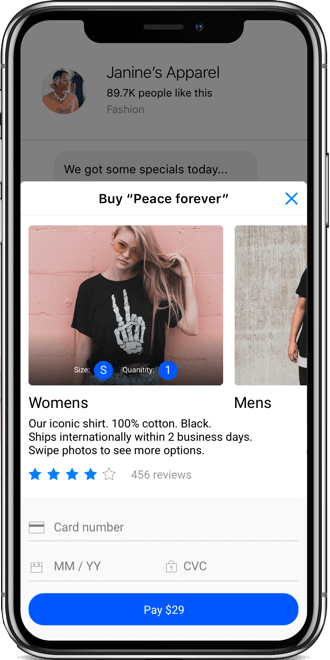 Janine’s Apparel
89.7K people like this
Fashion
We got some specials today...
Buy “Peace forever”
Size: S Quanitity: 1
Womens
Mens
Our iconic shirt. 100% cotton. Black.
Ships internationally within 2 business days.
Swipe photos to see more options.
456 reviews
Card number
MM / YY
CVC
Pay $29